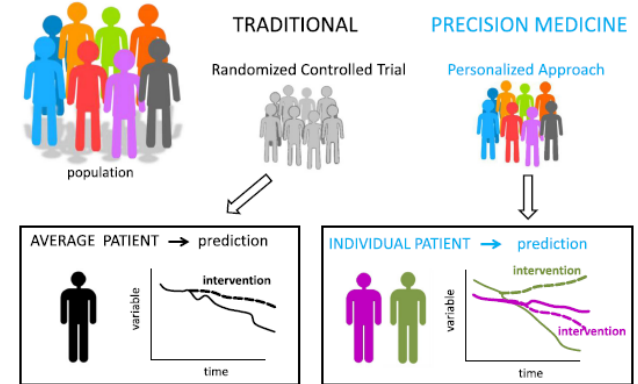 TRADITIONAL
PRECISION MEDICINE
Randomized Controlled Trial
Personalized Approach
population
AVERAGE PATIENT → prediction
intervention
variable
time
INDIVIDUAL PATIENT → prediction
intervention
variable
intervention
time